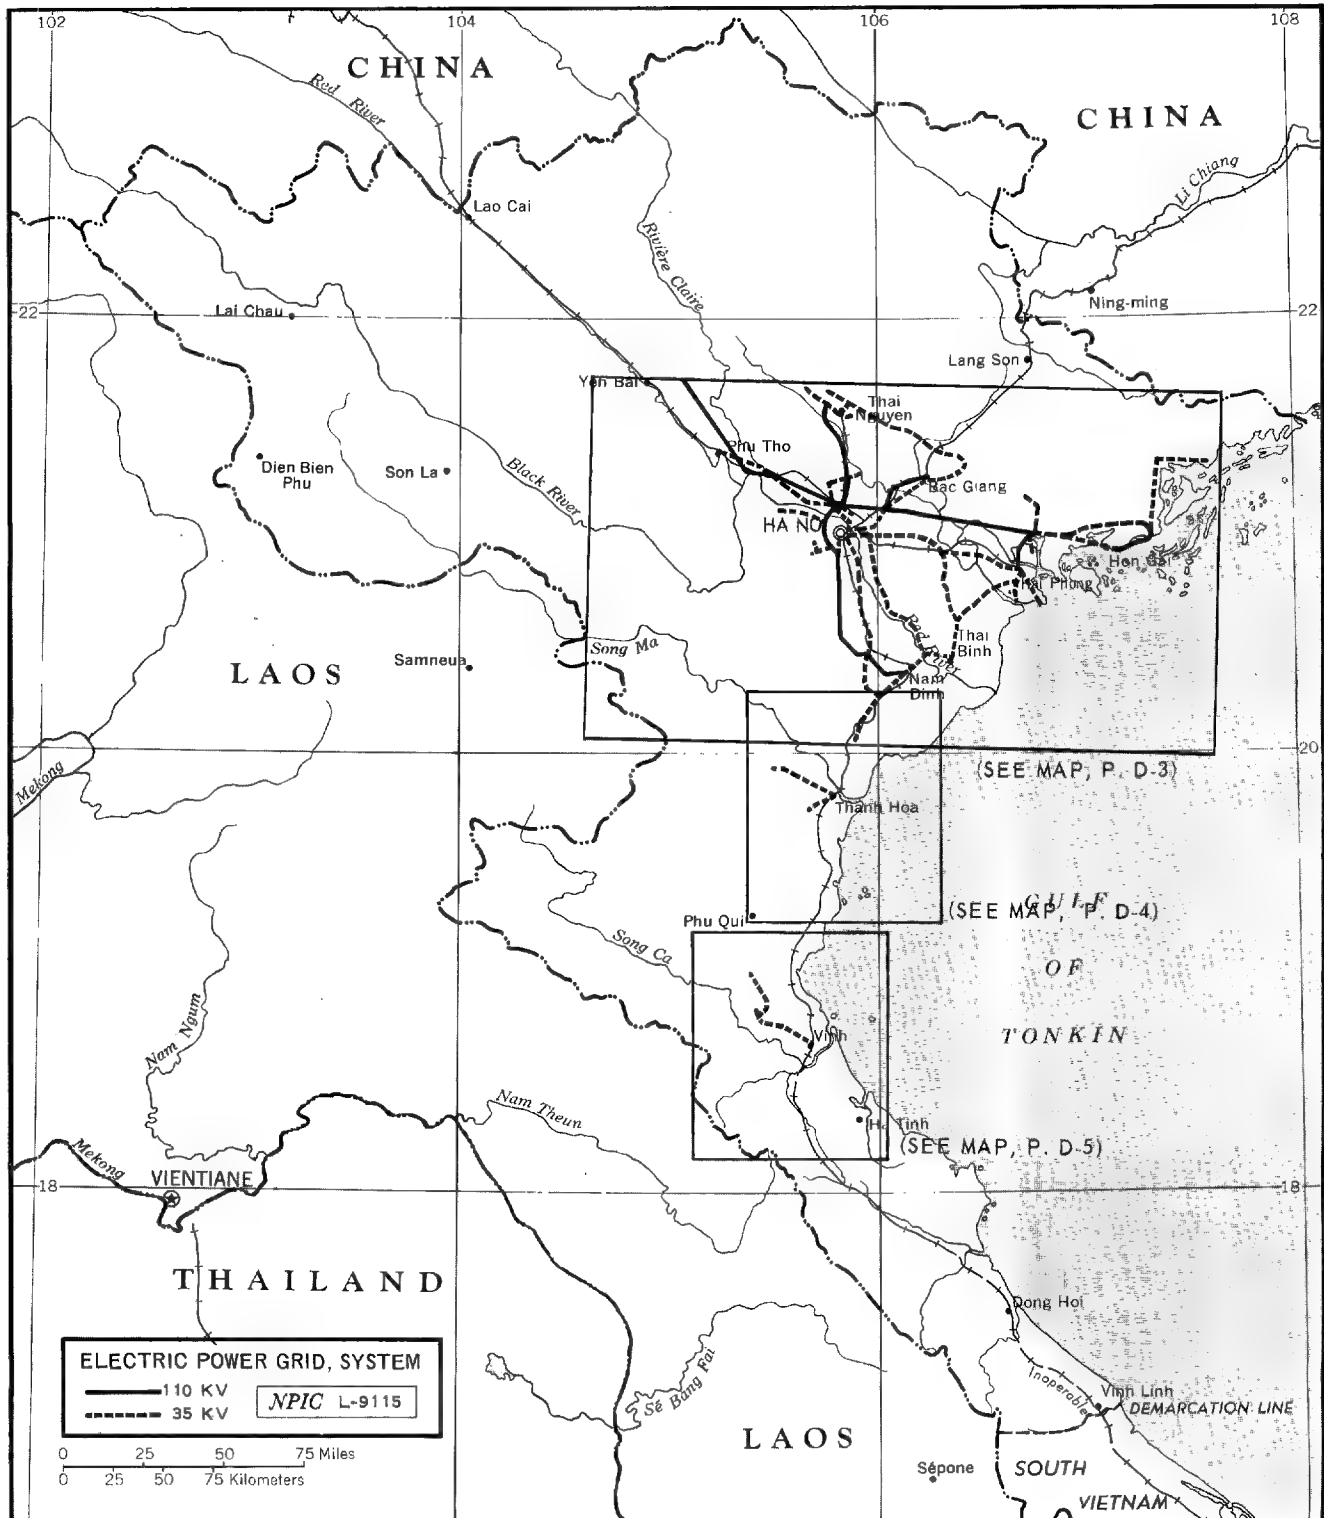 102
104
106
108
CHINA
CHINA
Red River
Li Chiang
Lao Cai
Rivière Claire
Ning-ming
22
22
Lai Chau
Lang Son
Yen Bai
Thai
Nguyen
Phu Tho
Dien Bien
Phu
Son La
Black River
Bac Giang
HA NOI
Hon Gai
Hai Phong
Red River
Thai
Binh
Song Ma
Samneua
LAOS
Nam
Dinh
20
(SEE MAP, P. D-3)
Mekong
Thanh Hoa
GULF
(SEE MAP, P. D-4)
Phu Qui
Song Ca
OF
Nam Ngum
TONKIN
Vinh
Nam Theun
Ha Tinh
(SEE MAP, P. D-5)
Mekong
VIENTIANE
18
18
THAILAND
Dong Hoi
ELECTRIC POWER GRID, SYSTEM
110 KV
35 KV
NPIC L-9115
Sé Bang Fai
Inoperable
Vinh Linh
DEMARCATION LINE
LAOS
0 25 50 75 Miles
0 25 50 75 Kilometers
Sépone
SOUTH
VIETNAM